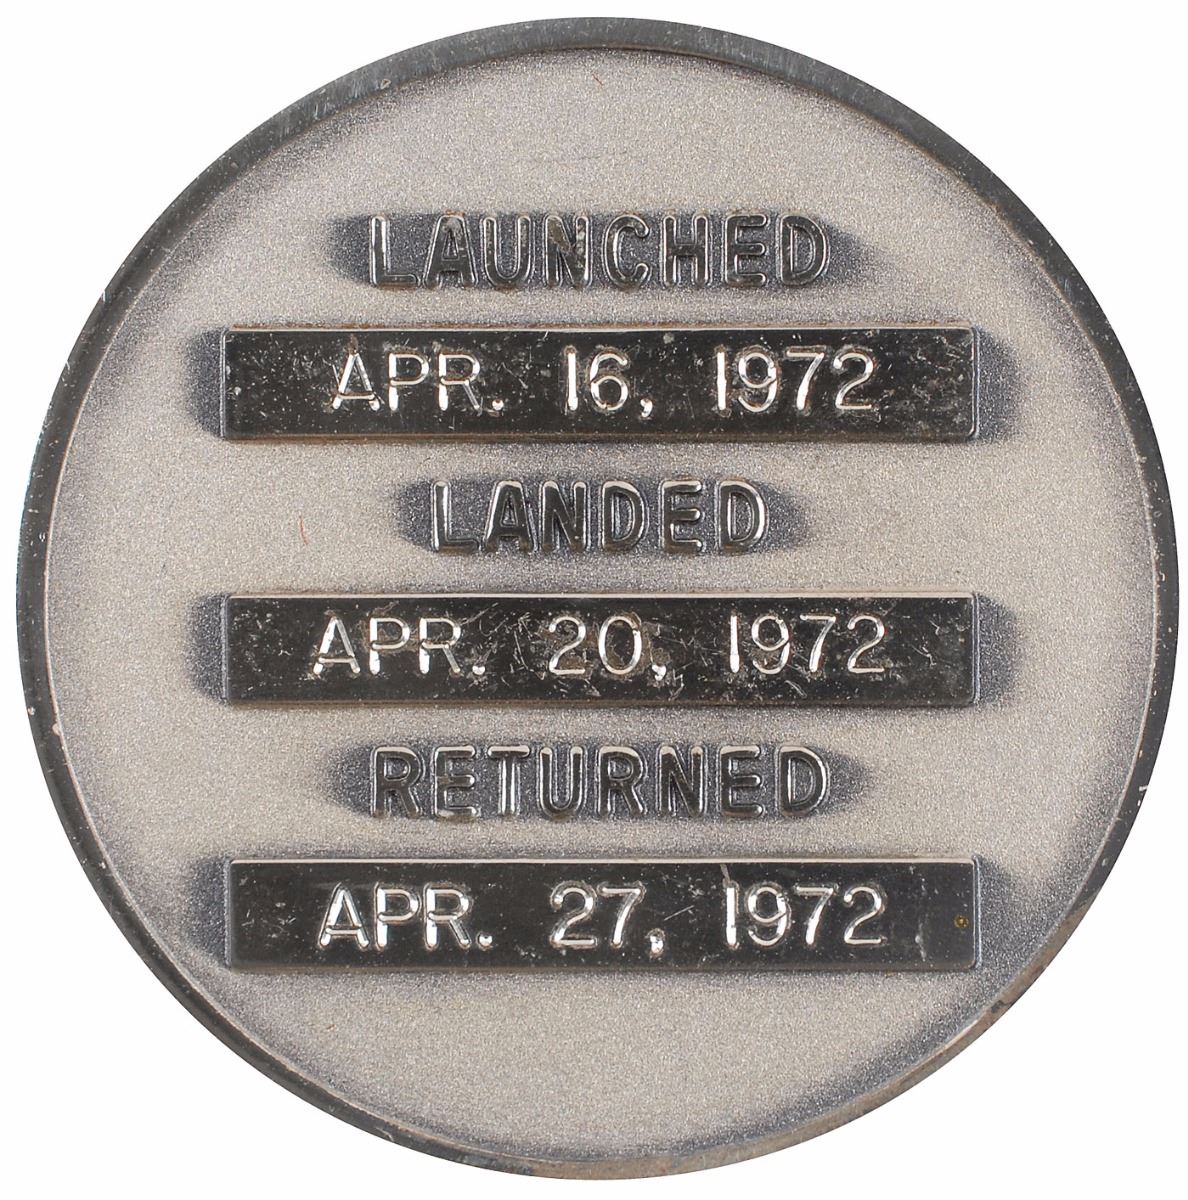 LAUNCHED
APR. 16, 1972
LANDED
APR. 20, 1972
RETURNED
APR. 27, 1972